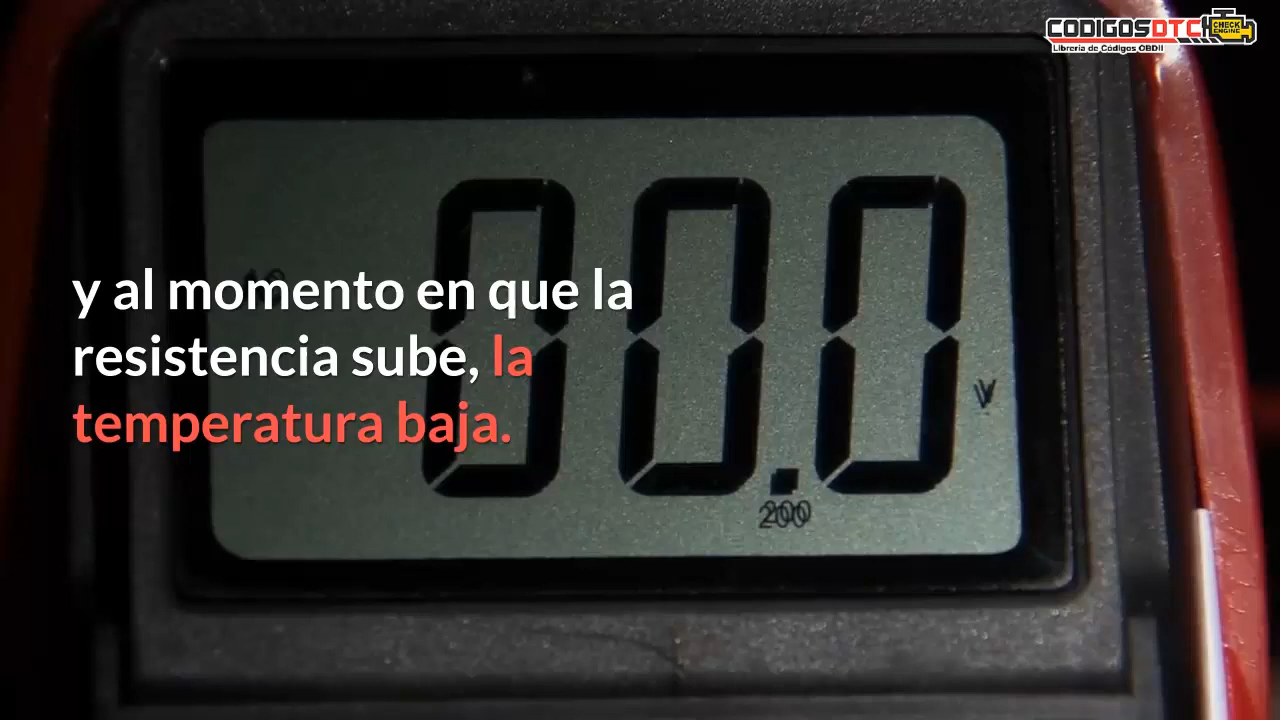 CODIGOSDTC
CHECK
ENGINE
Librería de Códigos OBDII
00.0
V
200
y al momento en que la
resistencia sube, la
temperatura baja.